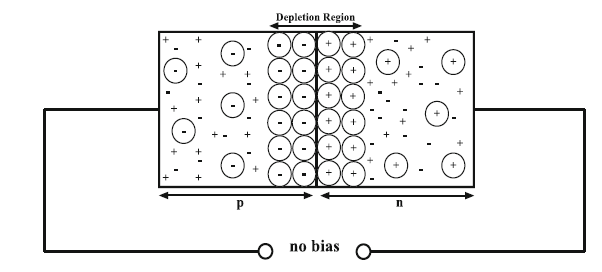 Depletion Region
p n
no bias